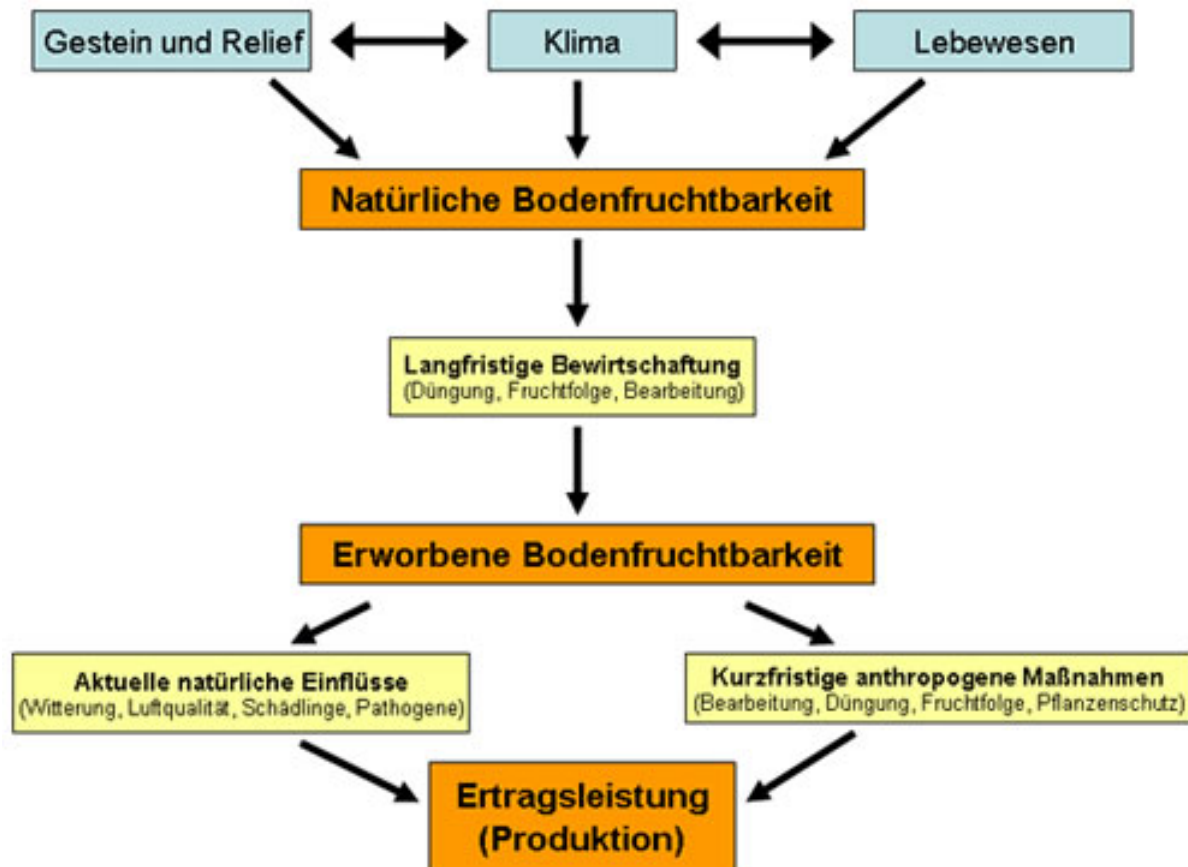 Gestein und Relief
Klima
Lebewesen
Natürliche Bodenfruchtbarkeit
Langfristige Bewirtschaftung
(Düngung, Fruchtfolge, Bearbeitung)
Erworbene Bodenfruchtbarkeit
Aktuelle natürliche Einflüsse
(Witterung, Luftqualität, Schädlinge, Pathogene)
Kurzfristige anthropogene Maßnahmen
(Bearbeitung, Düngung, Fruchtfolge, Pflanzenschutz)
Ertragsleistung
(Produktion)